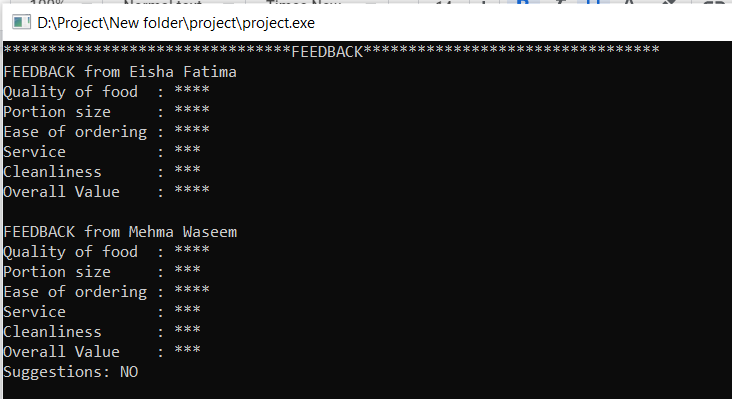 D:\Project\New folder\project\project.exe
********************************FEEDBACK*********************************
FEEDBACK from Eisha Fatima
Quality of food  : ****
Portion size     : ****
Ease of ordering : ****
Service          : ***
Cleanliness      : ***
Overall Value    : ****

FEEDBACK from Mehma Waseem
Quality of food  : ****
Portion size     : ***
Ease of ordering : ****
Service          : ***
Cleanliness      : ***
Overall Value    : ***
Suggestions: NO